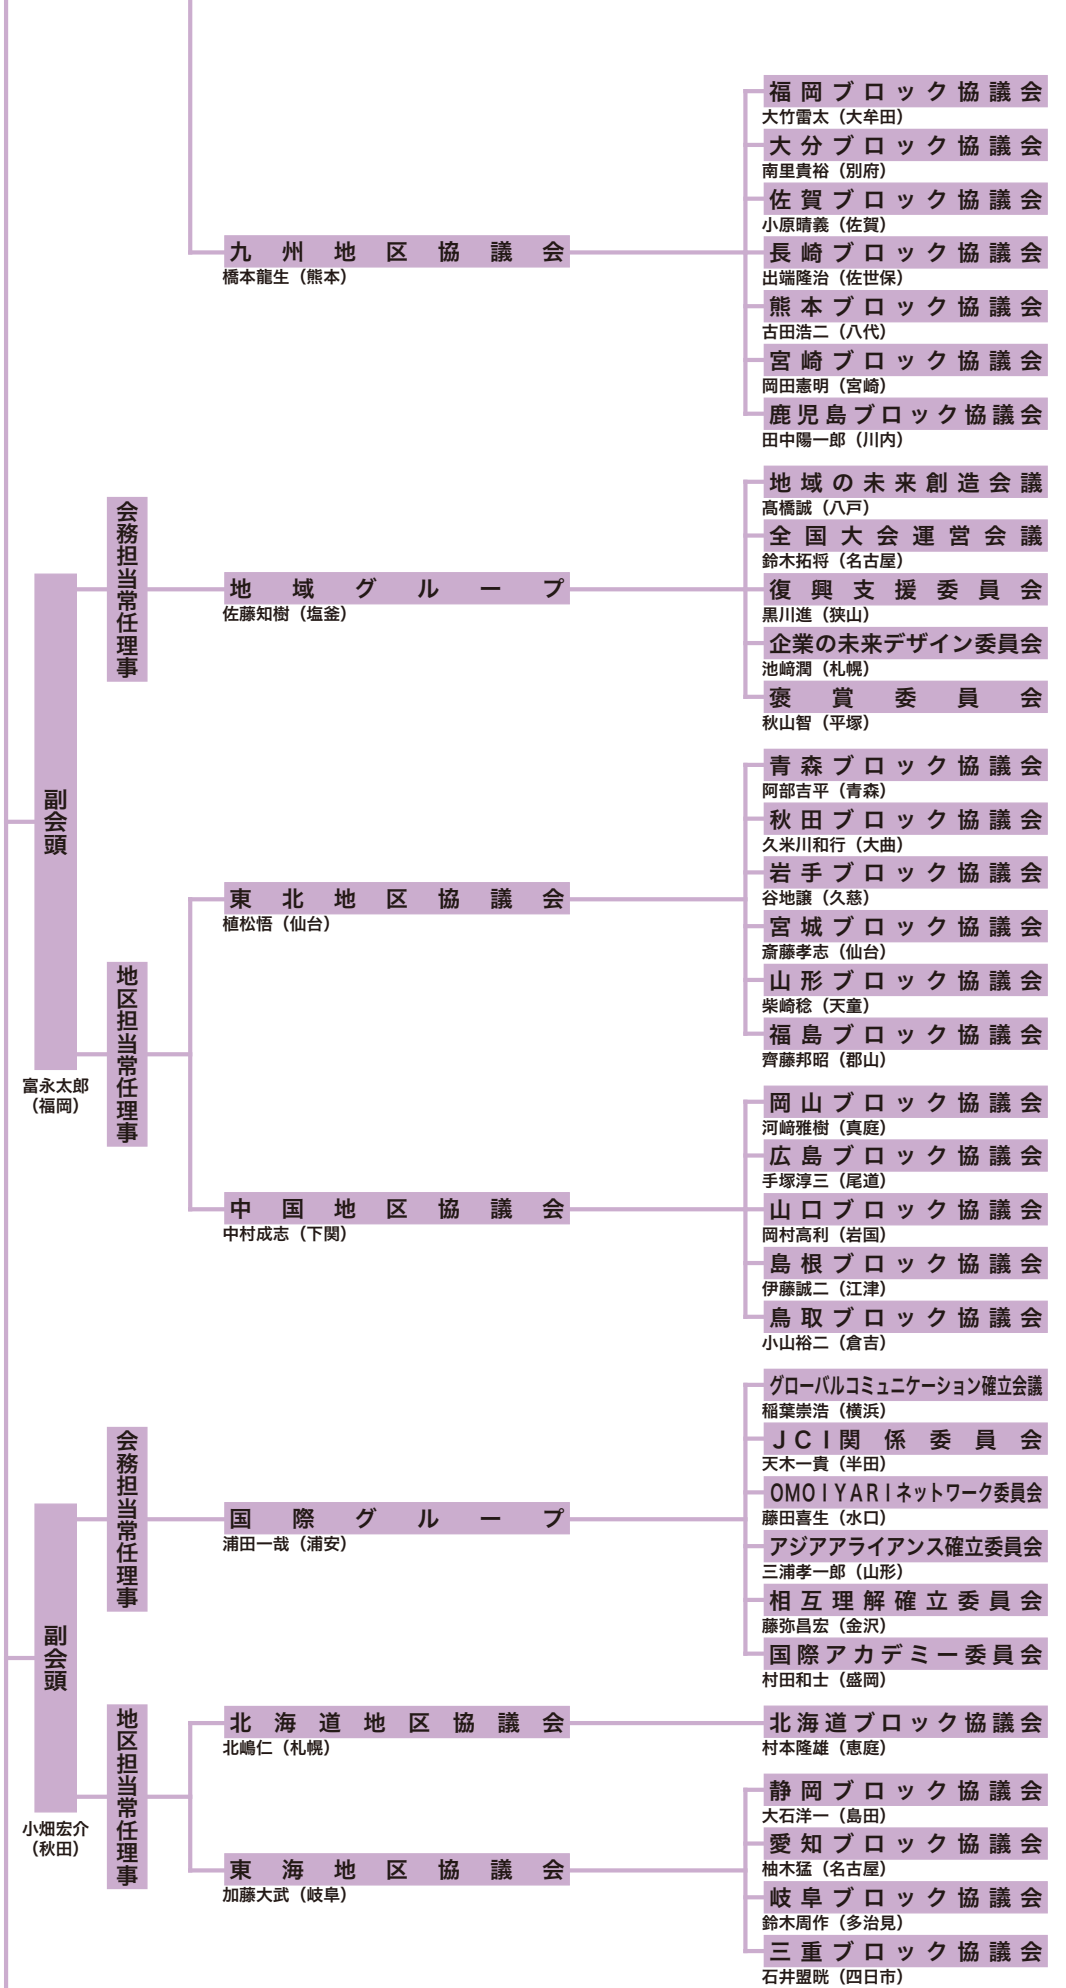 福岡ブロック協議会
大竹雷太（大牟田）
大分ブロック協議会
南里貴裕（別府）
佐賀ブロック協議会
小原晴義（佐賀）
九州地区協議会
橋本龍生（熊本）
長崎ブロック協議会
出端隆治（佐世保）
熊本ブロック協議会
古田浩二（八代）
宮崎ブロック協議会
岡田憲明（宮崎）
鹿児島ブロック協議会
田中陽一郎（川内）
副会頭
富永太郎
（福岡）
会務担当常任理事
地域グループ
佐藤知樹（塩釜）
地域の未来創造会議
髙橋誠（八戸）
全国大会運営会議
鈴木拓将（名古屋）
復興支援委員会
黒川進（狭山）
企業の未来デザイン委員会
池﨑潤（札幌）
褒賞委員会
秋山智（平塚）
地区担当常任理事
東北地区協議会
植松悟（仙台）
青森ブロック協議会
阿部吉平（青森）
秋田ブロック協議会
久米川和行（大曲）
岩手ブロック協議会
谷地譲（久慈）
宮城ブロック協議会
斎藤孝志（仙台）
山形ブロック協議会
柴崎稔（天童）
福島ブロック協議会
齊藤邦昭（郡山）
中国地区協議会
中村成志（下関）
岡山ブロック協議会
河﨑雅樹（真庭）
広島ブロック協議会
手塚淳三（尾道）
山口ブロック協議会
岡村高利（岩国）
島根ブロック協議会
伊藤誠二（江津）
鳥取ブロック協議会
小山裕二（倉吉）
副会頭
小畑宏介
（秋田）
会務担当常任理事
国際グループ
浦田一哉（浦安）
グローバルコミュニケーション確立会議
稲葉崇浩（横浜）
ＪＣＩ関係委員会
天木一貴（半田）
OMOIYARIネットワーク委員会
藤田喜生（水口）
アジアアライアンス確立委員会
三浦孝一郎（山形）
相互理解確立委員会
藤弥昌宏（金沢）
国際アカデミー委員会
村田和士（盛岡）
地区担当常任理事
北海道地区協議会
北嶋仁（札幌）
北海道ブロック協議会
村本隆雄（恵庭）
東海地区協議会
加藤大武（岐阜）
静岡ブロック協議会
大石洋一（島田）
愛知ブロック協議会
柚木猛（名古屋）
岐阜ブロック協議会
鈴木周作（多治見）
三重ブロック協議会
石井盟晄（四日市）